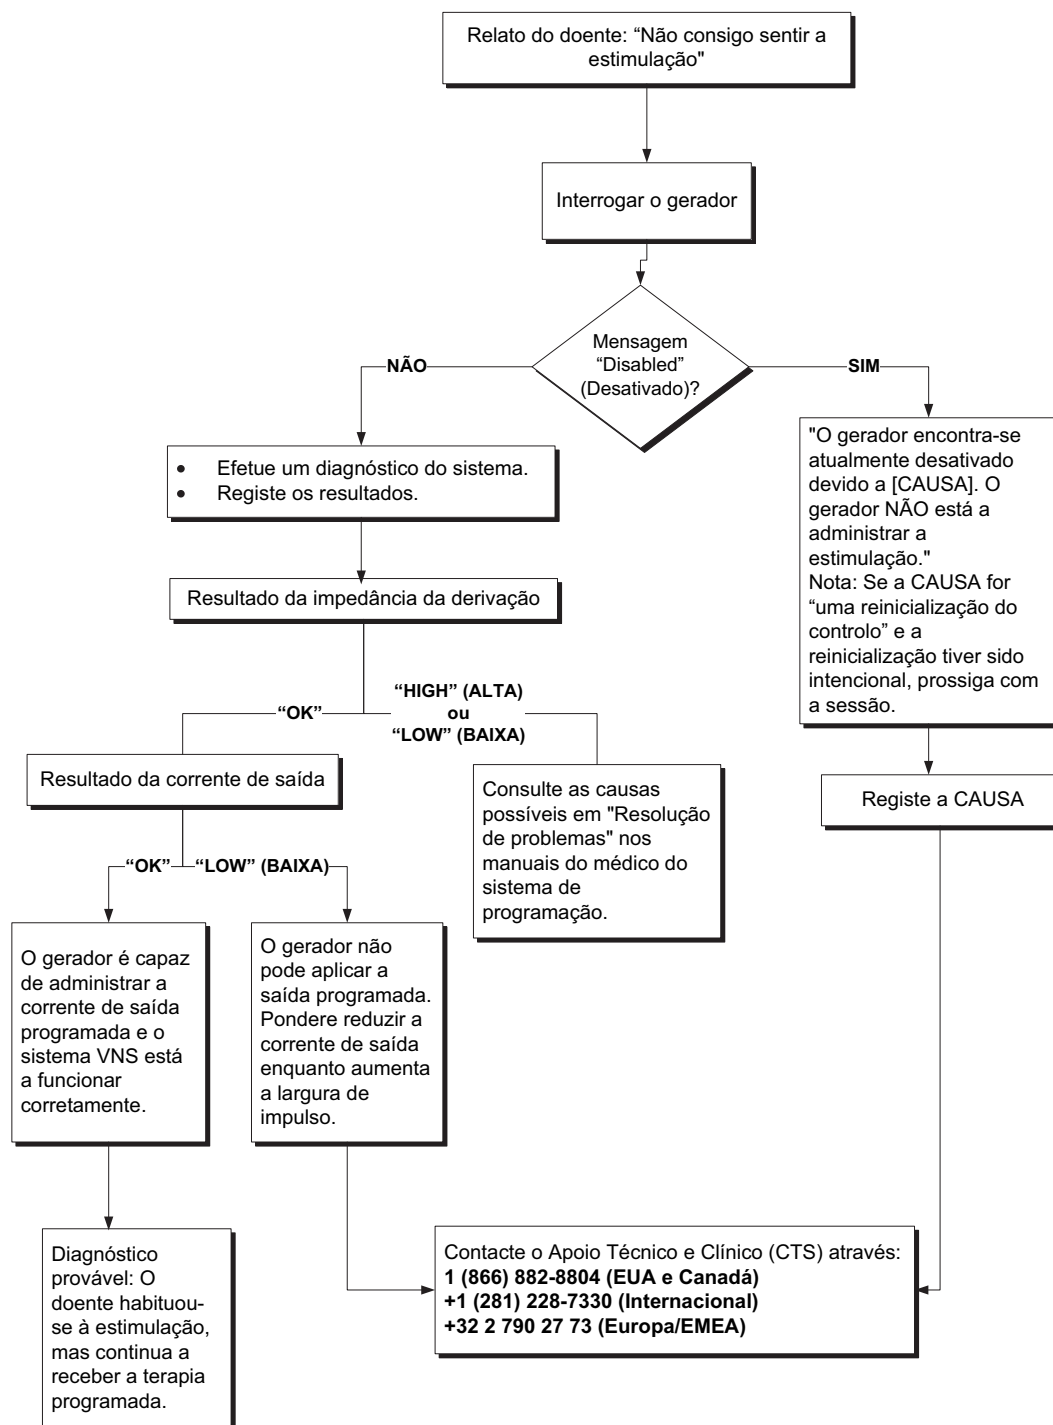 Relato do doente: “Não consigo sentir a
estimulação"
Interrogar o gerador
Mensagem
“Disabled”
(Desativado)?
NÃO
SIM
•	Efetue um diagnóstico do sistema.
•	Registe os resultados.
"O gerador encontra-se
atualmente desativado
devido a [CAUSA]. O
gerador NÃO está a
administrar a
estimulação."
Nota: Se a CAUSA for
“uma reinicialização do
controlo” e a
reinicialização tiver sido
intencional, prossiga com
a sessão.
Resultado da impedância da derivação
“OK”
“HIGH” (ALTA)
ou
“LOW” (BAIXA)
Resultado da corrente de saída
Consulte as causas
possíveis em "Resolução
de problemas" nos
manuais do médico do
sistema de
programação.
Registe a CAUSA
“OK”
“LOW” (BAIXA)
O gerador é capaz
de administrar a
corrente de saída
programada e o
sistema VNS está
a funcionar
corretamente.
O gerador não
pode aplicar a
saída programada.
Pondere reduzir a
corrente de saída
enquanto aumenta
a largura de
impulso.
Diagnóstico
provável: O
doente habituou-
se à estimulação,
mas continua a
receber a terapia
programada.
Contacte o Apoio Técnico e Clínico (CTS) através:
1 (866) 882-8804 (EUA e Canadá)
+1 (281) 228-7330 (Internacional)
+32 2 790 27 73 (Europa/EMEA)